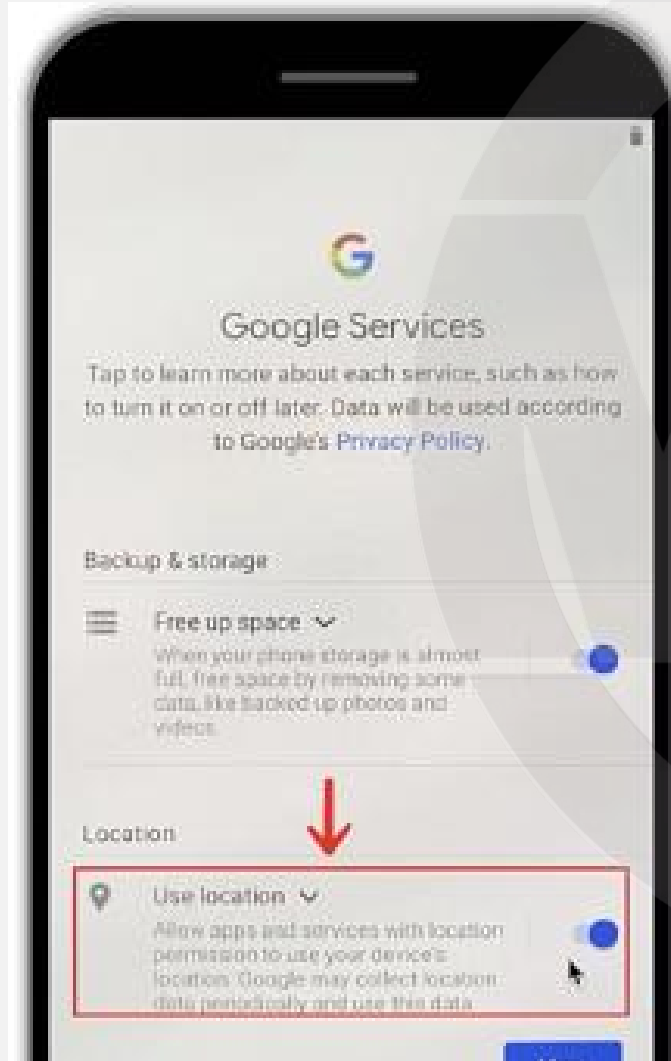 Google Services
Tap to learn more about each service, such as how
to turn it on or off later. Data will be used according
to Google's Privacy Policy.
Backup & storage
Free up space
When your phone storage is almost
full, free space by removing some
data, like backed up photos and
videos.
Location
Use location
Allow apps and services with location
permission to use your device's
location. Google may collect location
data periodically and use this data